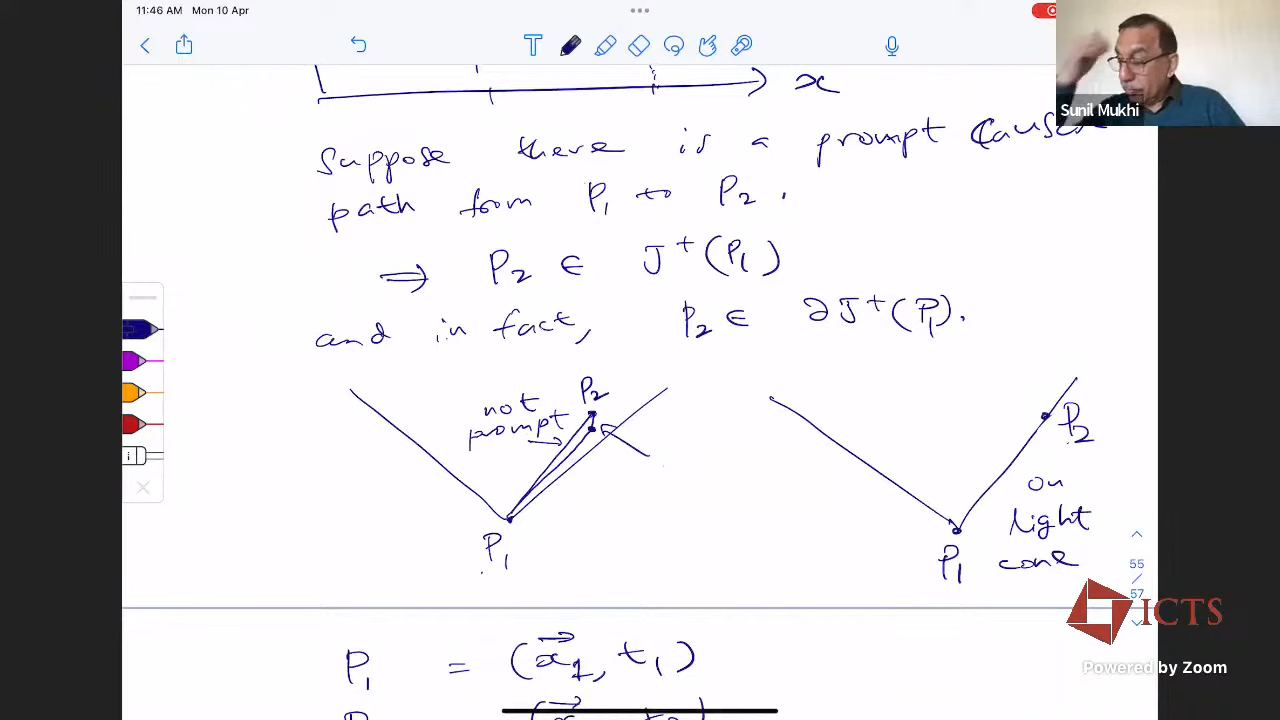 11:46 AM Mon 10 Apr
Sunil Mukhi
x
Suppose there is a prompt
path from P1 to P2.
⇒ P2 ∈ J⁺(P1)
and in fact, P2 ∈ ∂J⁺(P1).
not
prompt
P2
P1
P2
on
light
cone
P1
55
/
57
ICTS
P1 = (x⃗1, t1)
Powered by Zoom